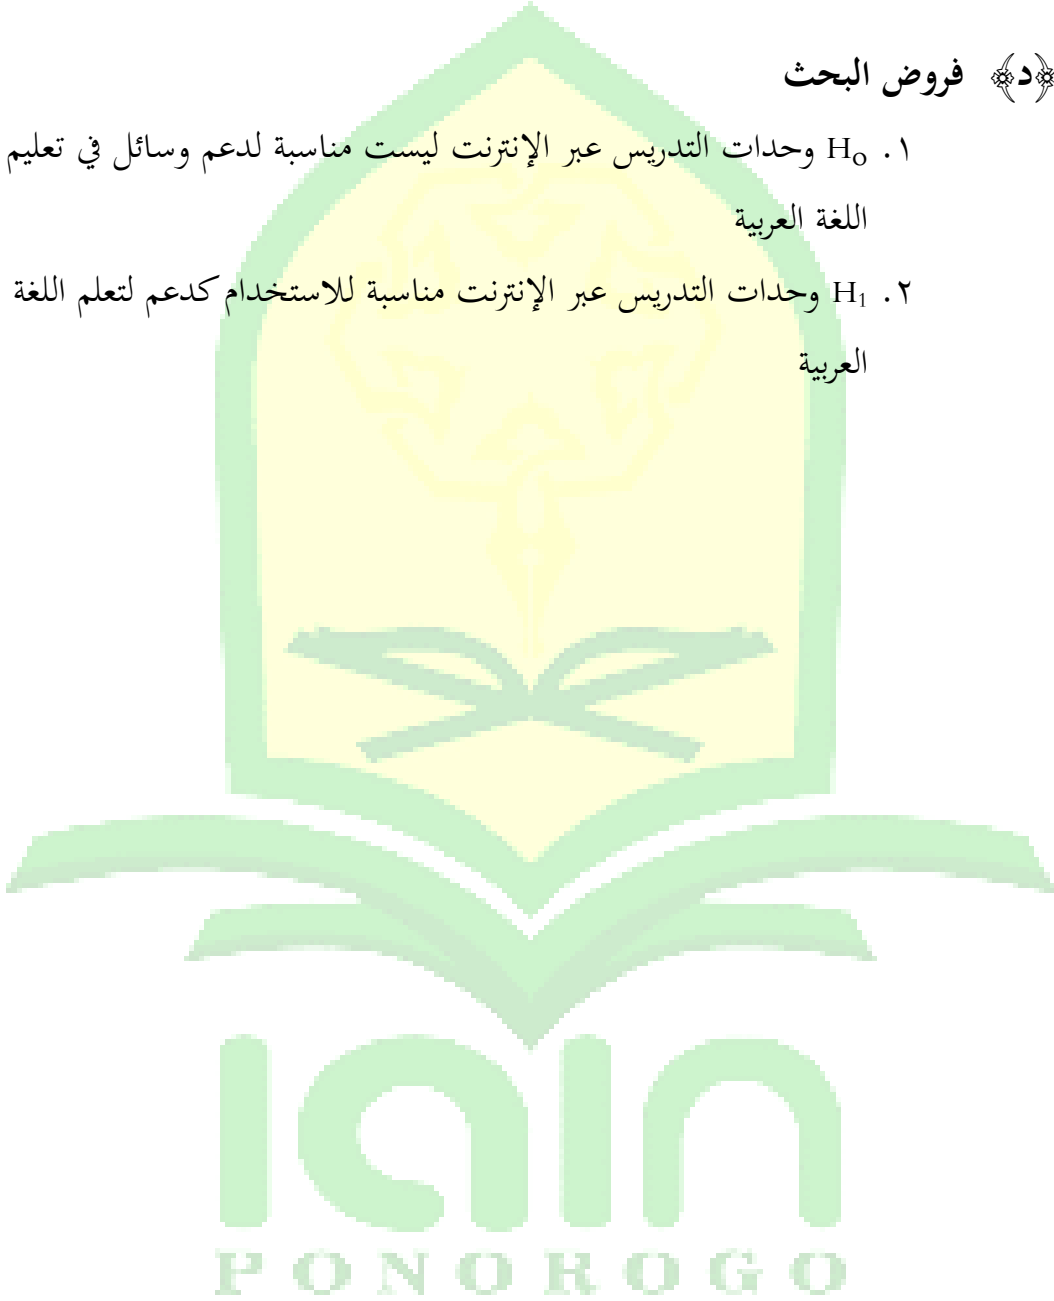 ﴿د﴾ فروض البحث
١. H₀ وحدات التدريس عبر الإنترنت ليست مناسبة لدعم وسائل في تعليم
اللغة العربية
٢. H₁ وحدات التدريس عبر الإنترنت مناسبة للاستخدام كدعم لتعلم اللغة
العربية
iain
PONOROGO